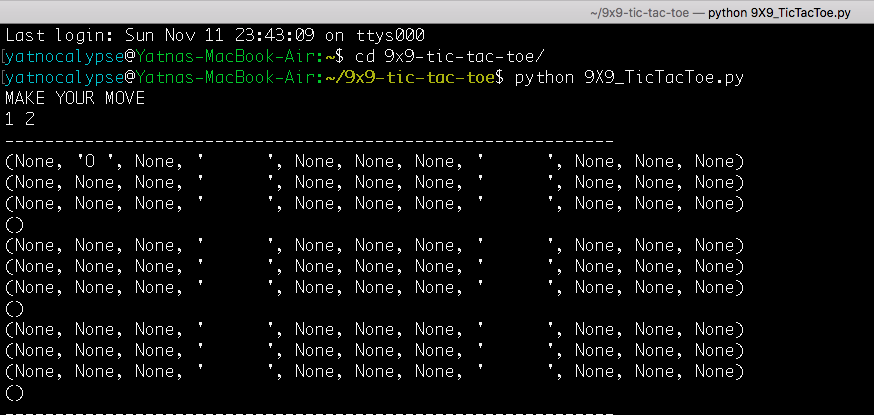 ~/9x9-tic-tac-toe — python 9X9_TicTacToe.py
Last login: Sun Nov 11 23:43:09 on ttys000
[yatnocalypse@Yatnas-MacBook-Air:~$ cd 9x9-tic-tac-toe/
[yatnocalypse@Yatnas-MacBook-Air:~/9x9-tic-tac-toe$ python 9X9_TicTacToe.py
MAKE YOUR MOVE
1 2
-------------------------------------------------------------
(None, 'O ', None, '      ', None, None, None, '      ', None, None, None)
(None, None, None, '      ', None, None, None, '      ', None, None, None)
(None, None, None, '      ', None, None, None, '      ', None, None, None)
()
(None, None, None, '      ', None, None, None, '      ', None, None, None)
(None, None, None, '      ', None, None, None, '      ', None, None, None)
(None, None, None, '      ', None, None, None, '      ', None, None, None)
()
(None, None, None, '      ', None, None, None, '      ', None, None, None)
(None, None, None, '      ', None, None, None, '      ', None, None, None)
(None, None, None, '      ', None, None, None, '      ', None, None, None)
()
-------------------------------------------------------------